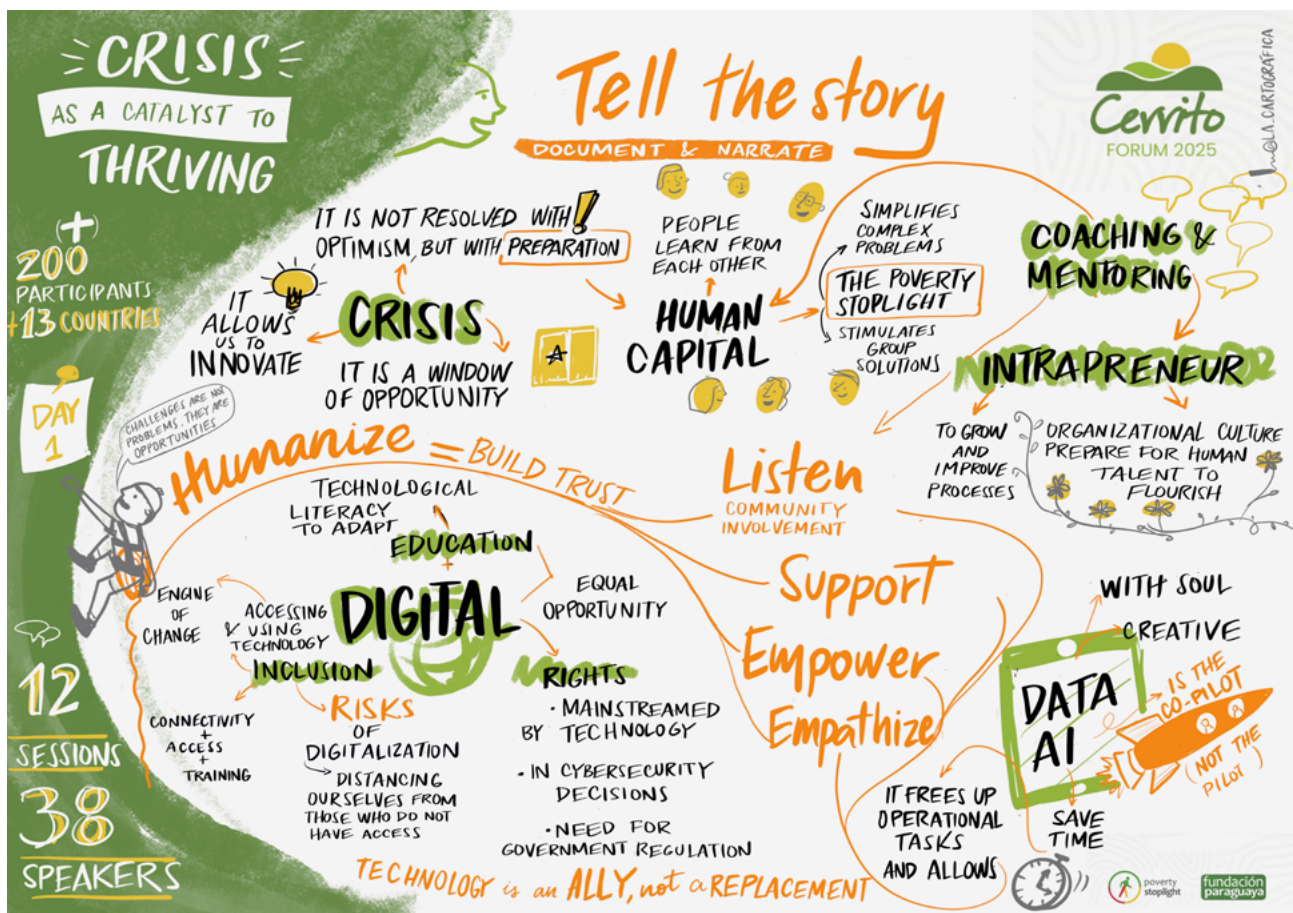 CRISIS
AS A CATALYST TO
THRIVING
(+)
200
PARTICIPANTS
+13 COUNTRIES
DAY
1
CHALLENGES ARE NOT
PROBLEMS, THEY ARE
OPPORTUNITIES
12
SESSIONS
38
SPEAKERS
Tell the story
DOCUMENT & NARRATE
Cerrito
FORUM 2025
@LA.CARTOGRÁFICA
IT IS NOT RESOLVED WITH
OPTIMISM, BUT WITH PREPARATION
!
IT
ALLOWS
US TO
INNOVATE
CRISIS
IT IS A WINDOW
OF OPPORTUNITY
PEOPLE
LEARN FROM
EACH OTHER
HUMAN
CAPITAL
SIMPLIFIES
COMPLEX
PROBLEMS
THE POVERTY
STOPLIGHT
STIMULATES
GROUP
SOLUTIONS
COACHING &
MENTORING
INTRAPRENEUR
TO GROW
AND
IMPROVE
PROCESSES
ORGANIZATIONAL CULTURE
PREPARE FOR HUMAN
TALENT TO
FLOURISH
Humanize = BUILD TRUST
Listen
COMMUNITY
INVOLVEMENT
Support
Empower
Empathize
TECHNOLOGICAL
LITERACY
TO ADAPT
EDUCATION
DIGITAL
EQUAL
OPPORTUNITY
ENGINE
OF
CHANGE
ACCESSING
& USING
TECHNOLOGY
INCLUSION
CONNECTIVITY
+
ACCESS
+
TRAINING
RISKS
OF
DIGITALIZATION
DISTANCING
OURSELVES FROM
THOSE WHO DO NOT
HAVE ACCESS
RIGHTS
• MAINSTREAMED
BY TECHNOLOGY
• IN CYBERSECURITY
DECISIONS
• NEED FOR
GOVERNMENT REGULATION
WITH SOUL
CREATIVE
DATA
AI
IS THE
CO-PILOT
(NOT THE
PILOT)
SAVE
TIME
IT FREES UP
OPERATIONAL
TASKS
AND ALLOWS
TECHNOLOGY is an ALLY, not a REPLACEMENT
poverty
stoplight
fundación
paraguaya